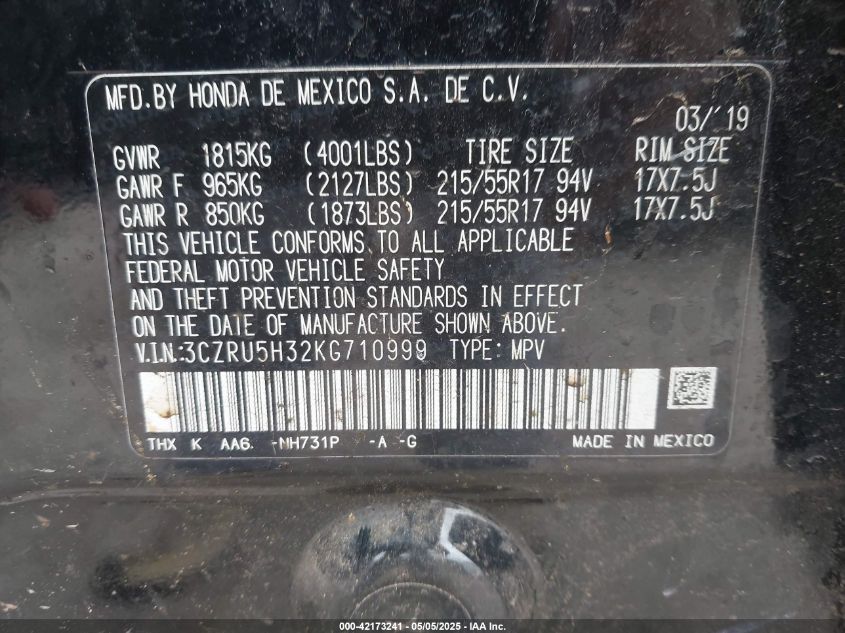 MFD.BY HONDA DE MEXICO S.A. DE C.V.
03/'19
GVWR 1815KG (4001LBS) TIRE SIZE RIM SIZE
GAWR F 965KG (2127LBS) 215/55R17 94V 17X7.5J
GAWR R 850KG (1873LBS) 215/55R17 94V 17X7.5J
THIS VEHICLE CONFORMS TO ALL APPLICABLE
FEDERAL MOTOR VEHICLE SAFETY
AND THEFT PREVENTION STANDARDS IN EFFECT
ON THE DATE OF MANUFACTURE SHOWN ABOVE.
V.I.N.:3CZRU5H32KG710999 TYPE: MPV
THX K AA6. -NH731P -A -G MADE IN MEXICO
000-42173241 - 05/05/2025 - IAA Inc.